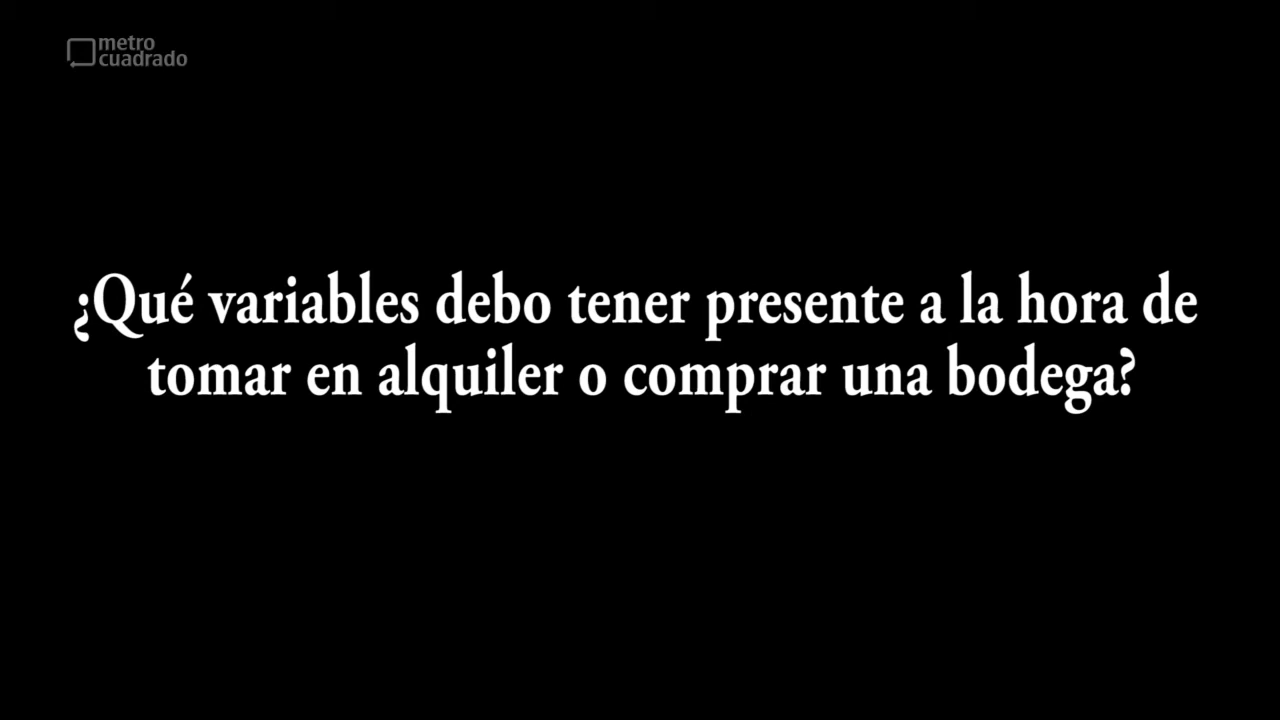 metro
cuadrado
¿Qué variables debo tener presente a la hora de
tomar en alquiler o comprar una bodega?